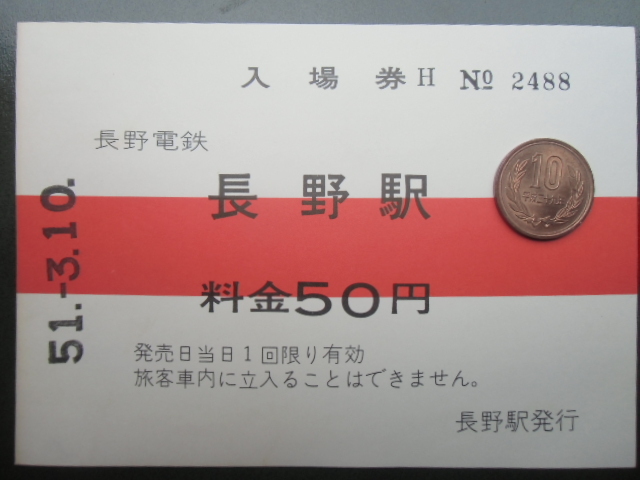 入場券 H № 2488
長野電鉄
長野駅
料金50円
発売日当日1回限り有効
旅客車内に立入ることはできません。
長野駅発行
51.-3.10.
10